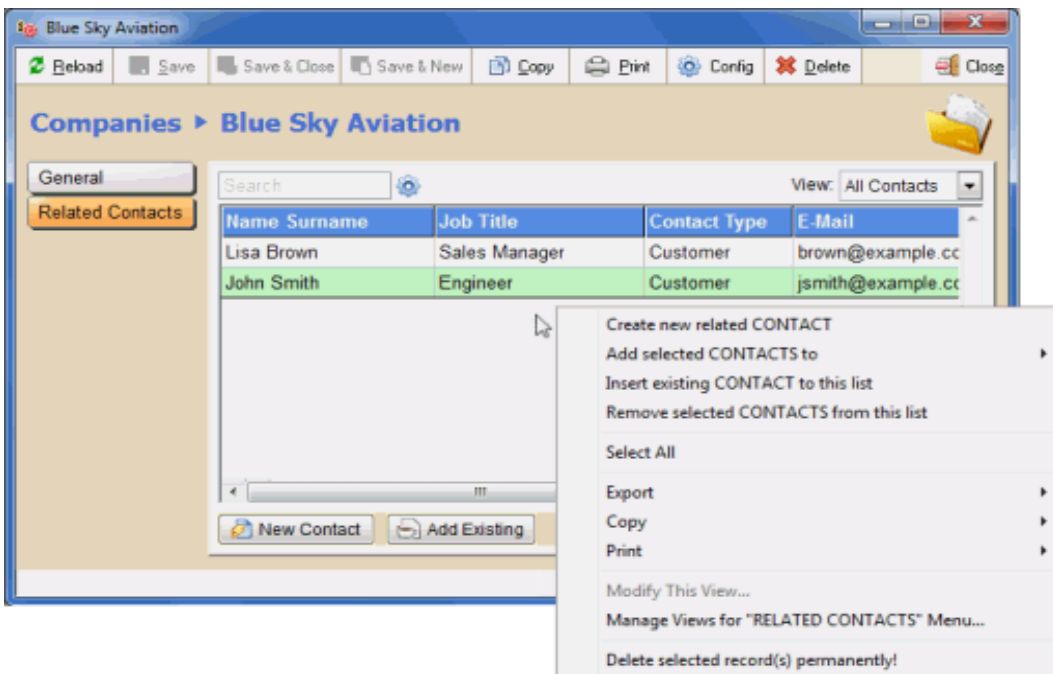 Blue Sky Aviation
Reload Save Save & Close Save & New Copy Print Config Delete Close
Companies ▸ Blue Sky Aviation
General
Related Contacts
Search
View: All Contacts
Name Surname Job Title Contact Type E-Mail
Lisa Brown Sales Manager Customer brown@example.cc
John Smith Engineer Customer jsmith@example.cc
Create new related CONTACT
Add selected CONTACTS to
Insert existing CONTACT to this list
Remove selected CONTACTS from this list
Select All
Export
Copy
Print
Modify This View...
Manage Views for "RELATED CONTACTS" Menu...
Delete selected record(s) permanently!
New Contact Add Existing